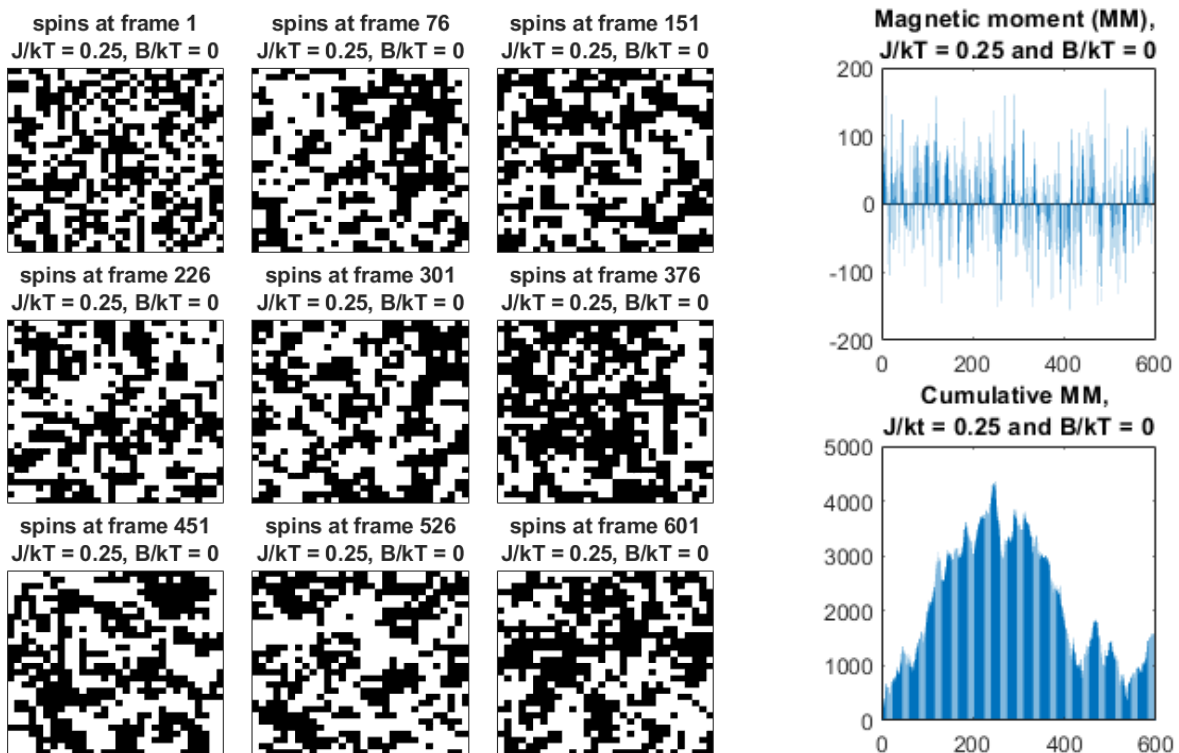 spins at frame 1
J/kT = 0.25, B/kT = 0
spins at frame 76
J/kT = 0.25, B/kT = 0
spins at frame 151
J/kT = 0.25, B/kT = 0
spins at frame 226
J/kT = 0.25, B/kT = 0
spins at frame 301
J/kT = 0.25, B/kT = 0
spins at frame 376
J/kT = 0.25, B/kT = 0
spins at frame 451
J/kT = 0.25, B/kT = 0
spins at frame 526
J/kT = 0.25, B/kT = 0
spins at frame 601
J/kT = 0.25, B/kT = 0
Magnetic moment (MM),
J/kT = 0.25 and B/kT = 0
200
100
0
-100
-200
0 200 400 600
Cumulative MM,
J/kt = 0.25 and B/kT = 0
5000
4000
3000
2000
1000
0
0 200 400 600